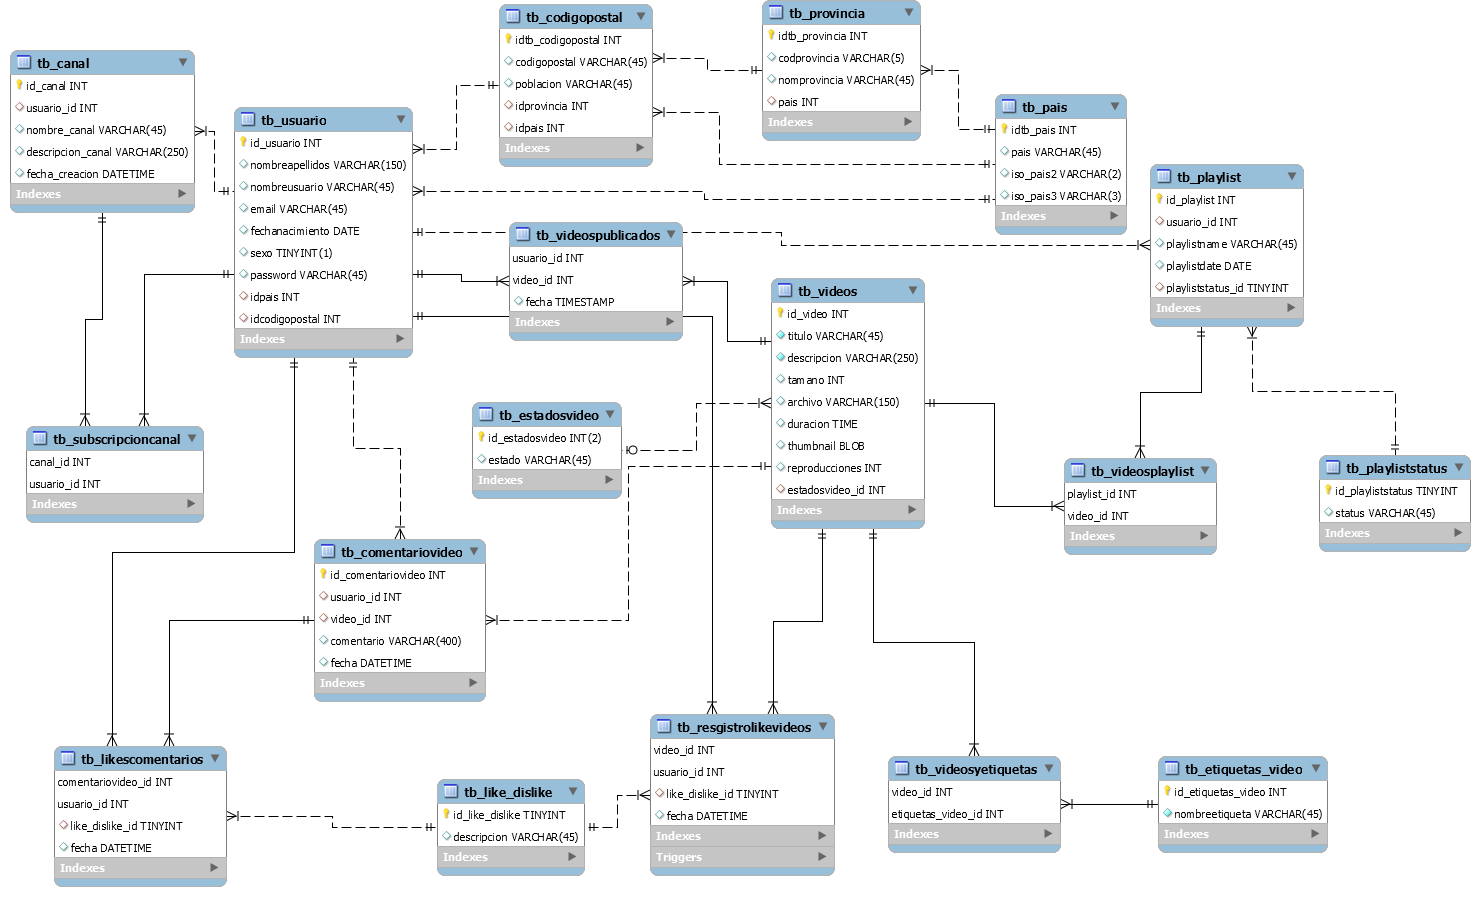 tb_canal
id_canal INT
usuario_id INT
nombre_canal VARCHAR(45)
descripcion_canal VARCHAR(250)
fecha_creacion DATETIME
Indexes
tb_usuario
id_usuario INT
nombreapellidos VARCHAR(150)
nombreusuario VARCHAR(45)
email VARCHAR(45)
fechanacimiento DATE
sexo TINYINT(1)
password VARCHAR(45)
idpais INT
idcodigopostal INT
Indexes
tb_codigopostal
idtb_codigopostal INT
codigopostal VARCHAR(45)
poblacion VARCHAR(45)
idprovincia INT
idpais INT
Indexes
tb_provincia
idtb_provincia INT
codprovincia VARCHAR(5)
nomprovincia VARCHAR(45)
pais INT
Indexes
tb_pais
idtb_pais INT
pais VARCHAR(45)
iso_pais2 VARCHAR(2)
iso_pais3 VARCHAR(3)
Indexes
tb_playlist
id_playlist INT
usuario_id INT
playlistname VARCHAR(45)
playlistdate DATE
playliststatus_id TINYINT
Indexes
tb_videospublicados
usuario_id INT
video_id INT
fecha TIMESTAMP
Indexes
tb_videos
id_video INT
titulo VARCHAR(45)
descripcion VARCHAR(250)
tamano INT
archivo VARCHAR(150)
duracion TIME
thumbnail BLOB
reproducciones INT
estadosvideo_id INT
Indexes
tb_estadosvideo
id_estadosvideo INT(2)
estado VARCHAR(45)
Indexes
tb_subscripcioncanal
canal_id INT
usuario_id INT
Indexes
tb_videosplaylist
playlist_id INT
video_id INT
Indexes
tb_playliststatus
id_playliststatus TINYINT
status VARCHAR(45)
Indexes
tb_comentariovideo
id_comentariovideo INT
usuario_id INT
video_id INT
comentario VARCHAR(400)
fecha DATETIME
Indexes
tb_likescomentarios
comentariovideo_id INT
usuario_id INT
like_dislike_id TINYINT
fecha DATETIME
Indexes
tb_like_dislike
id_like_dislike TINYINT
descripcion VARCHAR(45)
Indexes
tb_resgistrolikevideos
video_id INT
usuario_id INT
like_dislike_id TINYINT
fecha DATETIME
Indexes
Triggers
tb_videosyetiquetas
video_id INT
etiquetas_video_id INT
Indexes
tb_etiquetas_video
id_etiquetas_video INT
nombreetiqueta VARCHAR(45)
Indexes